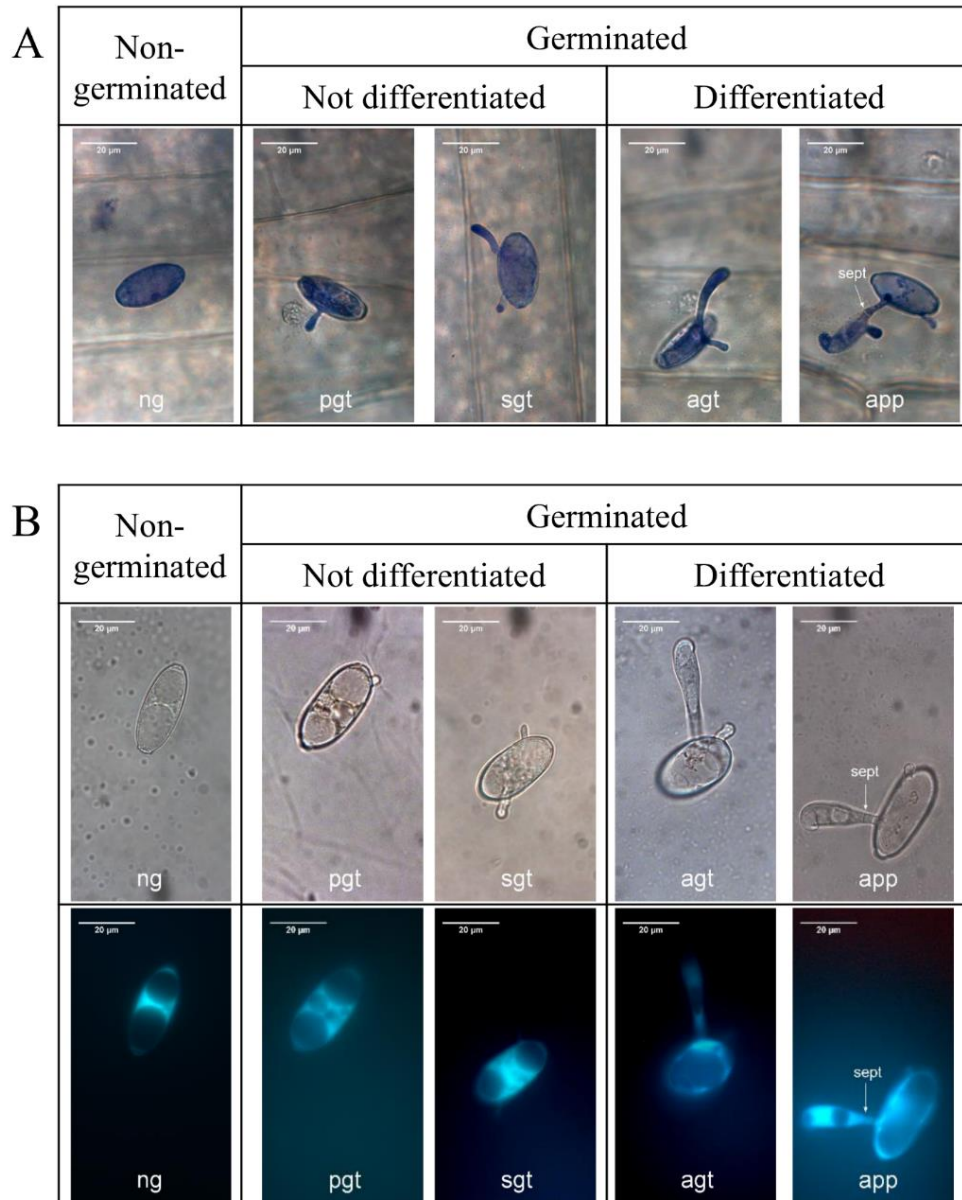 A
Non-
germinated
Germinated
Not differentiated
Differentiated
20 µm
20 µm
20 µm
20 µm
20 µm
sept
ng
pgt
sgt
agt
app
B
Non-
germinated
Germinated
Not differentiated
Differentiated
20 µm
20 µm
20 µm
20 µm
20 µm
sept
ng
pgt
sgt
agt
app
20 µm
20 µm
20 µm
20 µm
20 µm
sept
ng
pgt
sgt
agt
app